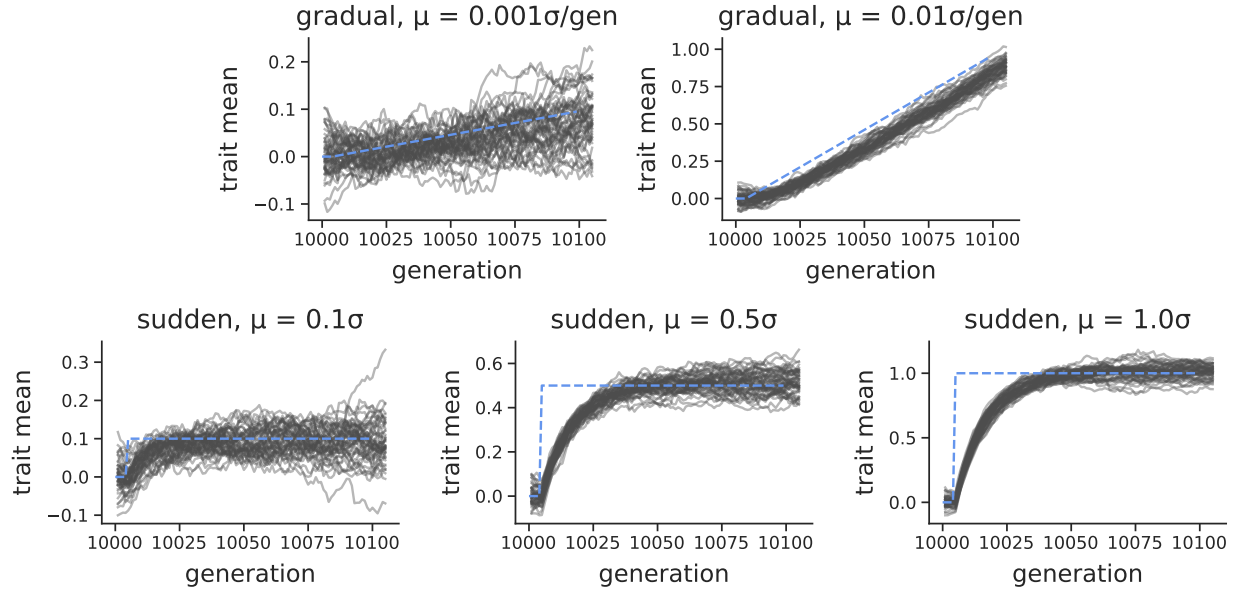 gradual, μ = 0.001σ/gen
gradual, μ = 0.01σ/gen
trait mean
0.2
0.1
0.0
−0.1
10000 10025 10050 10075 10100
generation
trait mean
1.00
0.75
0.50
0.25
0.00
10000 10025 10050 10075 10100
generation
sudden, μ = 0.1σ
sudden, μ = 0.5σ
sudden, μ = 1.0σ
trait mean
0.3
0.2
0.1
0.0
−0.1
10000 10025 10050 10075 10100
generation
trait mean
0.6
0.4
0.2
0.0
10000 10025 10050 10075 10100
generation
trait mean
1.0
0.5
0.0
10000 10025 10050 10075 10100
generation